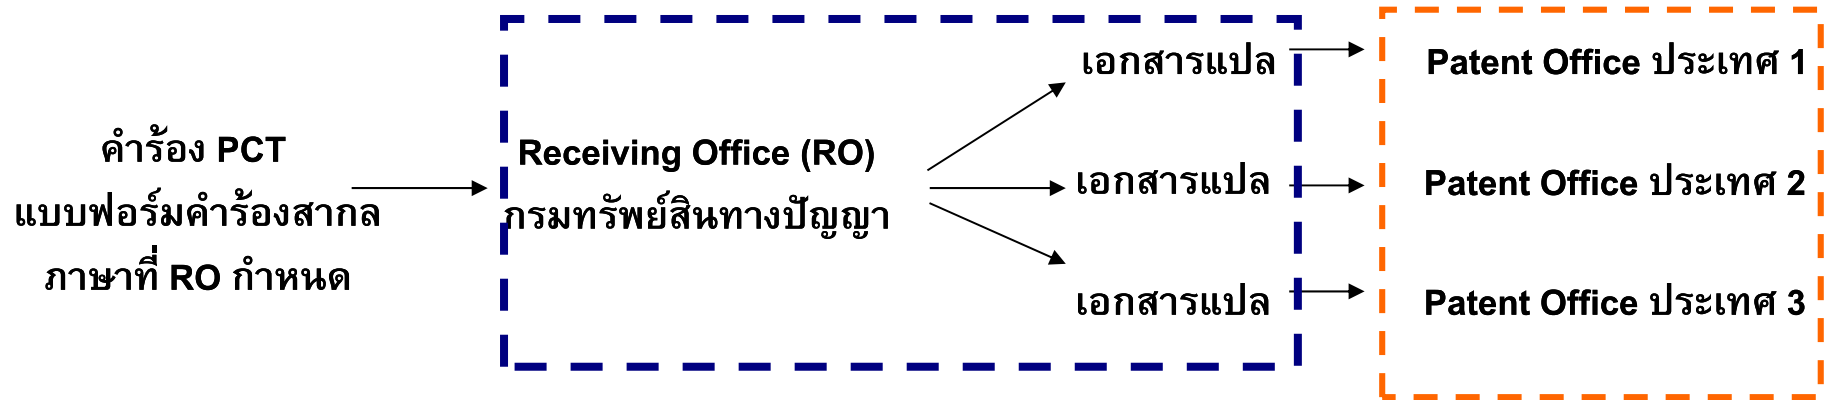 คำร้อง PCT
แบบฟอร์มคำร้องสากล
ภาษาที่ RO กำหนด
Receiving Office (RO)
กรมทรัพย์สินทางปัญญา
เอกสารแปล
เอกสารแปล
เอกสารแปล
Patent Office ประเทศ 1
Patent Office ประเทศ 2
Patent Office ประเทศ 3